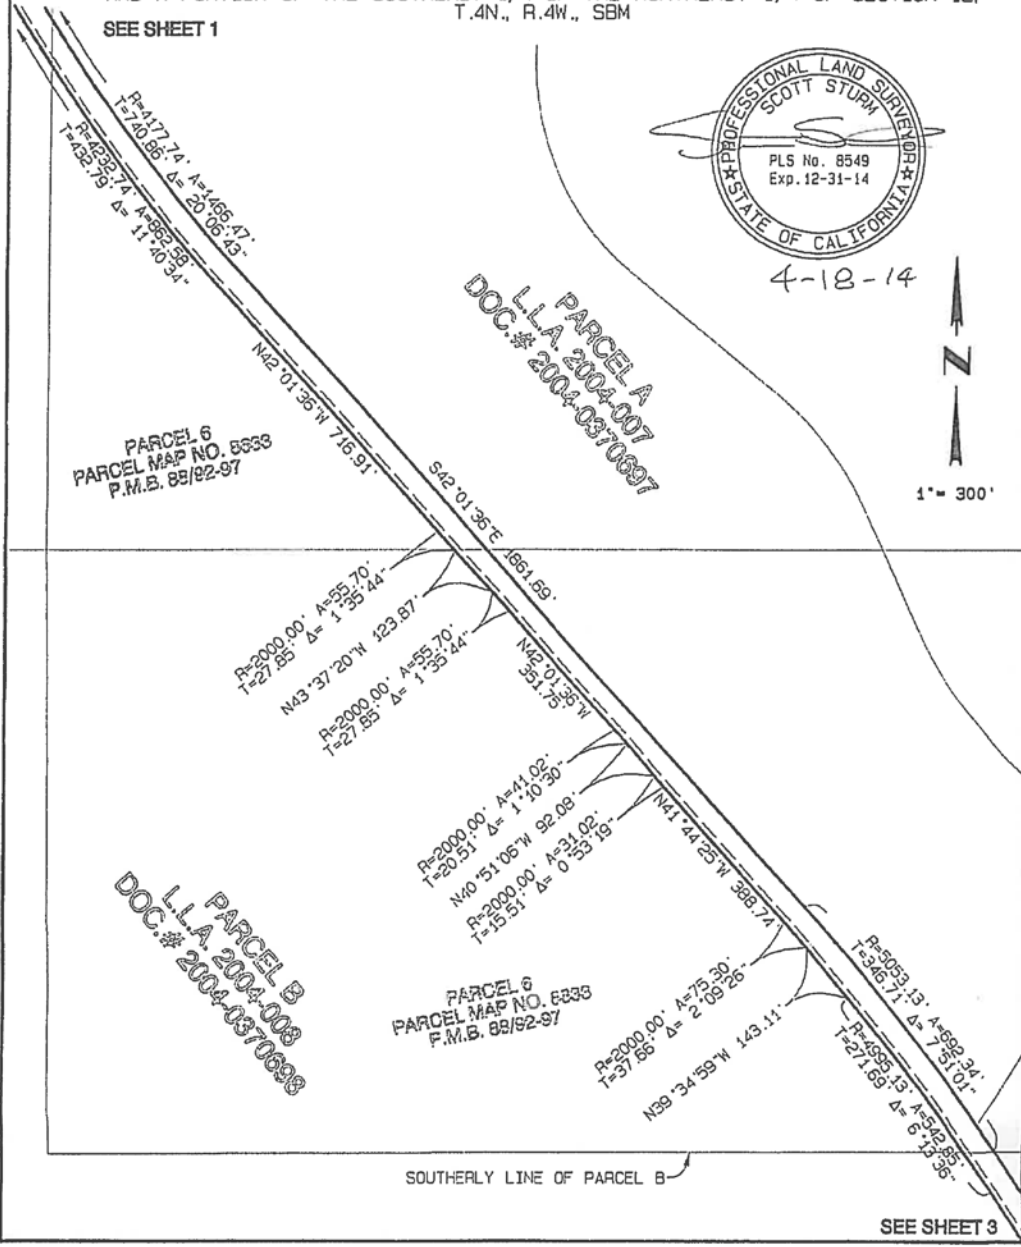 T.4N., R.4W., SBM
SEE SHEET 1
PROFESSIONAL LAND SURVEYOR
SCOTT STURM
PLS No. 8549
Exp. 12-31-14
STATE OF CALIFORNIA
4-18-14
N
1"= 300'
R=4177.74' A=1466.47'
T=740.86' Δ= 20°06'43"
R=4232.74' A=862.58'
T=432.79' Δ= 11°40'34"
PARCEL A
L.L.A. 2004-007
DOC.# 2004-0370697
N42°01'36"W 716.91'
PARCEL 6
PARCEL MAP NO.
P.M.B. 88/92-97
S42°01'36"E 1861.69'
R=2000.00' A=55.70'
T=27.85' Δ= 1°35'44"
N43°37'20"W 123.87'
R=2000.00' A=55.70'
T=27.85' Δ= 1°35'44"
N42°01'36"W
351.75'
R=2000.00' A=41.02'
T=20.51' Δ= 1°10'30"
N40°51'06"W 92.08'
R=2000.00' A=31.02'
T=15.51' Δ= 0°53'19"
N41°44'25"W 388.74'
PARCEL B
L.L.A. 2004-008
DOC.# 2004-0370698
PARCEL 6
PARCEL MAP NO.
P.M.B. 88/92-97
R=2000.00' A=75.30'
T=37.66' Δ= 2°09'26"
N39°34'59"W 143.11'
R=5053.13' A=692.34'
T=346.71' Δ= 7°51'01"
R=4995.13' A=542.85'
T=271.69' Δ= 6°13'36"
SOUTHERLY LINE OF PARCEL B
SEE SHEET 3